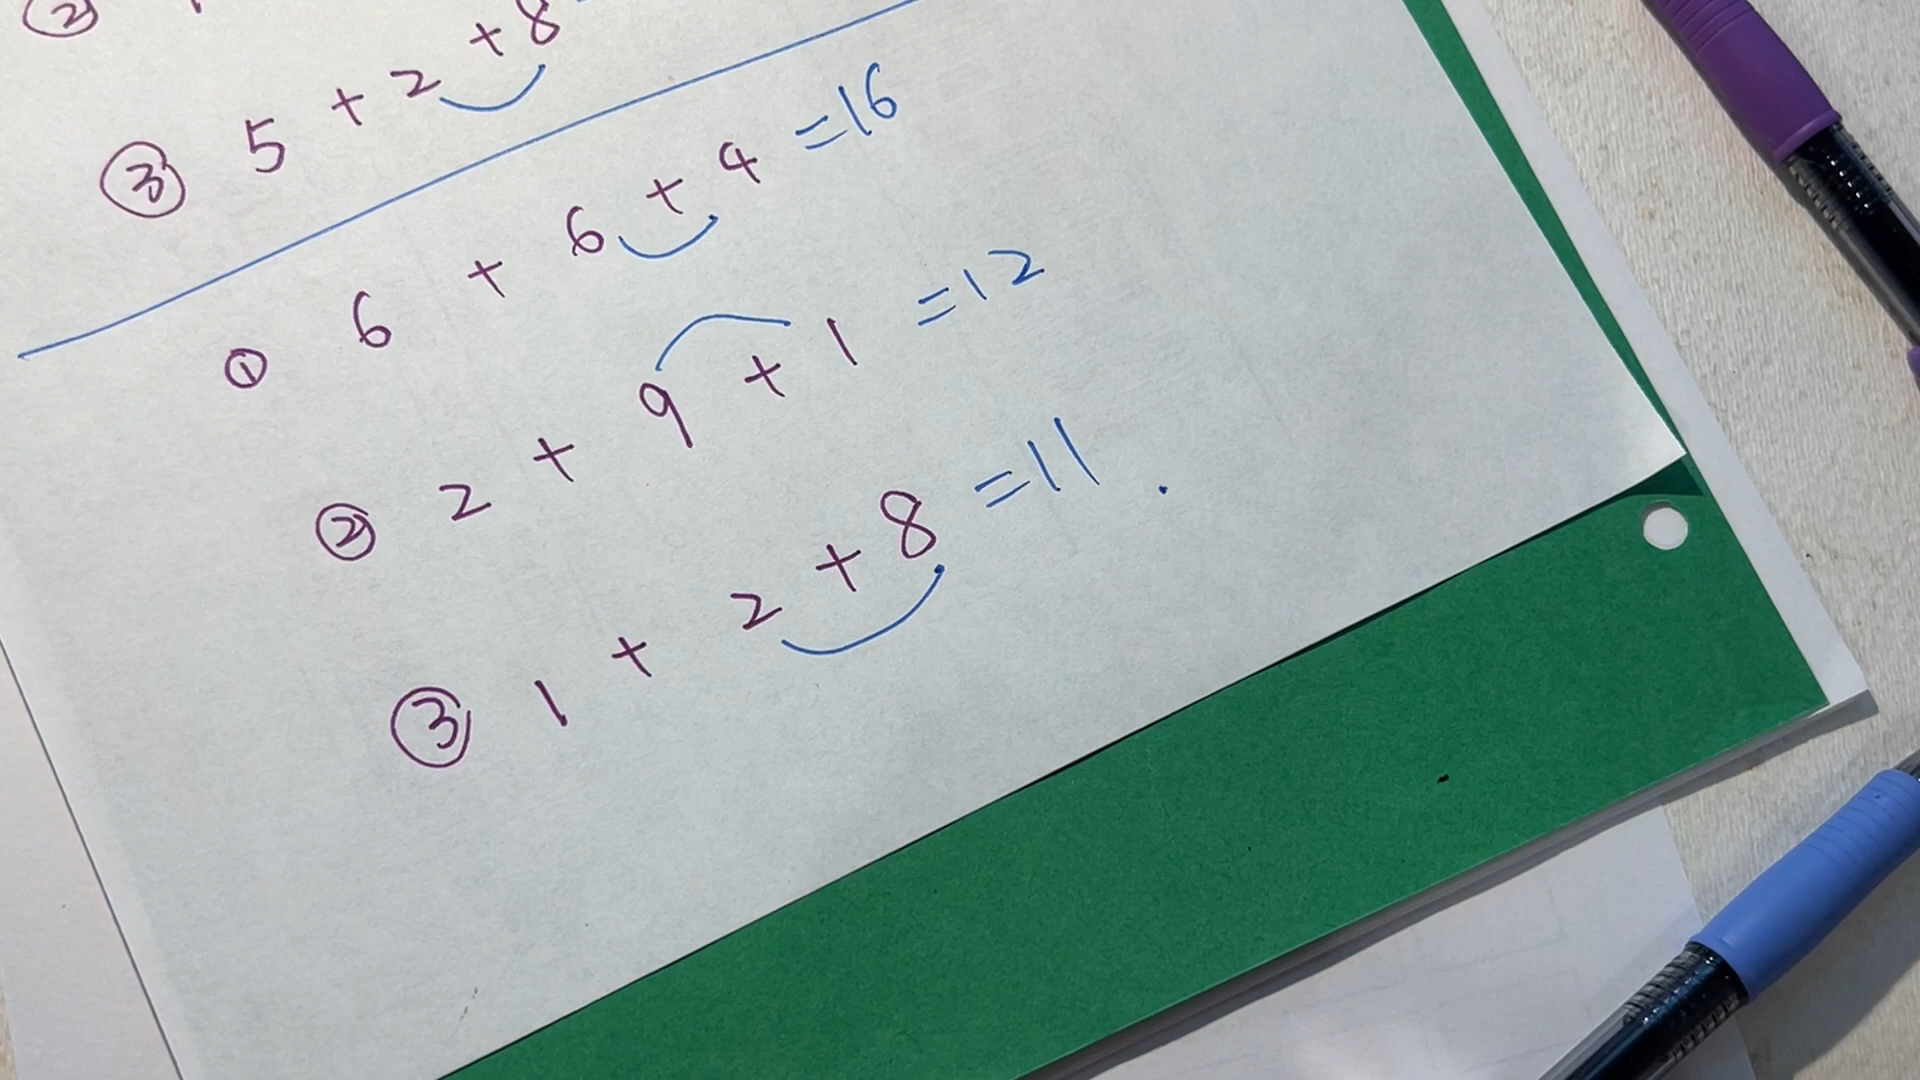 ②
③ 5 + 2 + 8
① 6 + 6 + 4 =16
② 2 + 9 + 1 =12
③ 1 + 2 + 8 =11